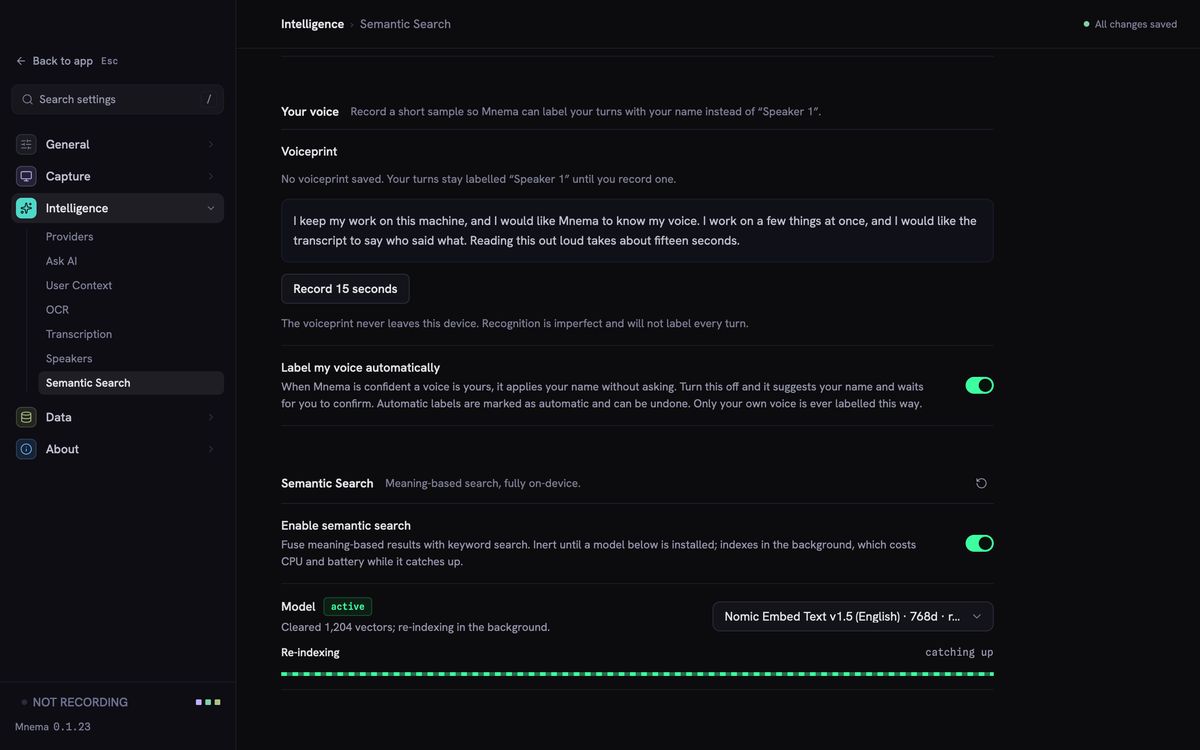 Intelligence › Semantic Search
All changes saved
Back to app Esc
Search settings /
General
Capture
Intelligence
Providers
Ask AI
User Context
OCR
Transcription
Speakers
Semantic Search
Data
About
NOT RECORDING
Mnema 0.1.23
Your voice Record a short sample so Mnema can label your turns with your name instead of “Speaker 1”.
Voiceprint
No voiceprint saved. Your turns stay labelled “Speaker 1” until you record one.
I keep my work on this machine, and I would like Mnema to know my voice. I work on a few things at once, and I would like the
transcript to say who said what. Reading this out loud takes about fifteen seconds.
Record 15 seconds
The voiceprint never leaves this device. Recognition is imperfect and will not label every turn.
Label my voice automatically
When Mnema is confident a voice is yours, it applies your name without asking. Turn this off and it suggests your name and waits
for you to confirm. Automatic labels are marked as automatic and can be undone. Only your own voice is ever labelled this way.
Semantic Search Meaning-based search, fully on-device.
Enable semantic search
Fuse meaning-based results with keyword search. Inert until a model below is installed; indexes in the background, which costs
CPU and battery while it catches up.
Model active
Cleared 1,204 vectors; re-indexing in the background.
Nomic Embed Text v1.5 (English) · 768d · r...
Re-indexing
catching up